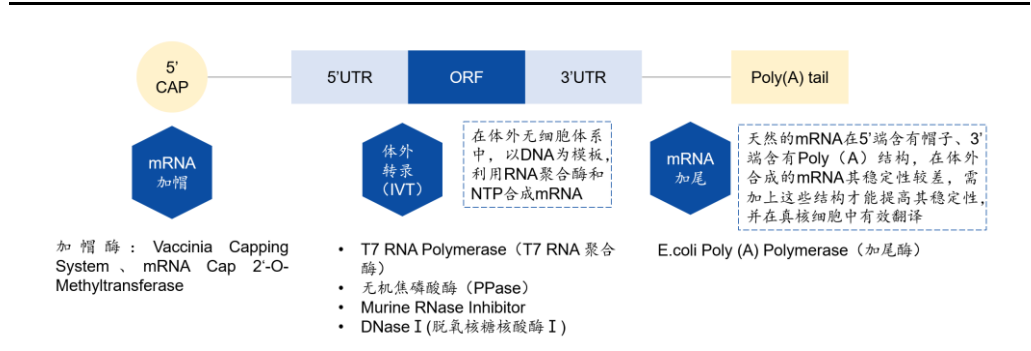 5'
CAP
5'UTR
ORF
3'UTR
Poly(A) tail
mRNA
加帽
体外
转录
(IVT)
在体外无细胞体系
中，以DNA为模板，
利用RNA聚合酶和
NTP合成mRNA
mRNA
加尾
天然的mRNA在5'端含有帽子、3'
端含有Poly（A）结构，在体外
合成的mRNA其稳定性较差，需
加上这些结构才能提高其稳定性，
并在真核细胞中有效翻译
加帽酶：Vaccinia Capping
System、mRNA Cap 2'-O-
Methyltransferase
• T7 RNA Polymerase（T7 RNA 聚合
酶）
• 无机焦磷酸酶（PPase）
• Murine RNase Inhibitor
• DNase I (脱氧核糖核酸酶 I )
E.coli Poly (A) Polymerase（加尾酶）